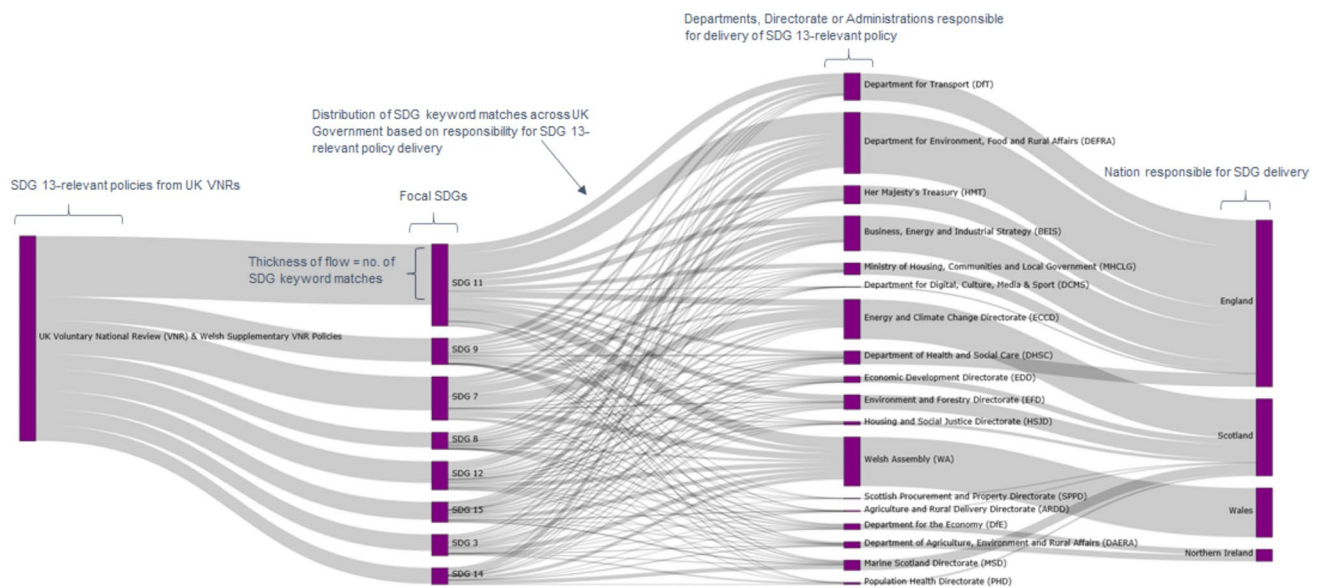 Departments, Directorate or Administrations responsible
for delivery of SDG 13-relevant policy
Distribution of SDG keyword matches across UK
Government based on responsibility for SDG 13-
relevant policy delivery
SDG 13-relevant policies from UK VNRs
Focal SDGs
Nation responsible for SDG delivery
Thickness of flow = no. of
SDG keyword matches
UK Voluntary National Review (VNR) & Welsh Supplementary VNR Policies
SDG 11
SDG 9
SDG 7
SDG 8
SDG 12
SDG 15
SDG 3
SDG 14
Department for Transport (DfT)
Department for Environment, Food and Rural Affairs (DEFRA)
Her Majesty's Treasury (HMT)
Business, Energy and Industrial Strategy (BEIS)
Ministry of Housing, Communities and Local Government (MHCLG)
Department for Digital, Culture, Media & Sport (DCMS)
Energy and Climate Change Directorate (ECCD)
Department of Health and Social Care (DHSC)
Economic Development Directorate (EDD)
Environment and Forestry Directorate (EFD)
Housing and Social Justice Directorate (HSJD)
Welsh Assembly (WA)
Scottish Procurement and Property Directorate (SPPD)
Agriculture and Rural Delivery Directorate (ARDD)
Department for the Economy (DfE)
Department of Agriculture, Environment and Rural Affairs (DAERA)
Marine Scotland Directorate (MSD)
Population Health Directorate (PHD)
England
Scotland
Wales
Northern Ireland